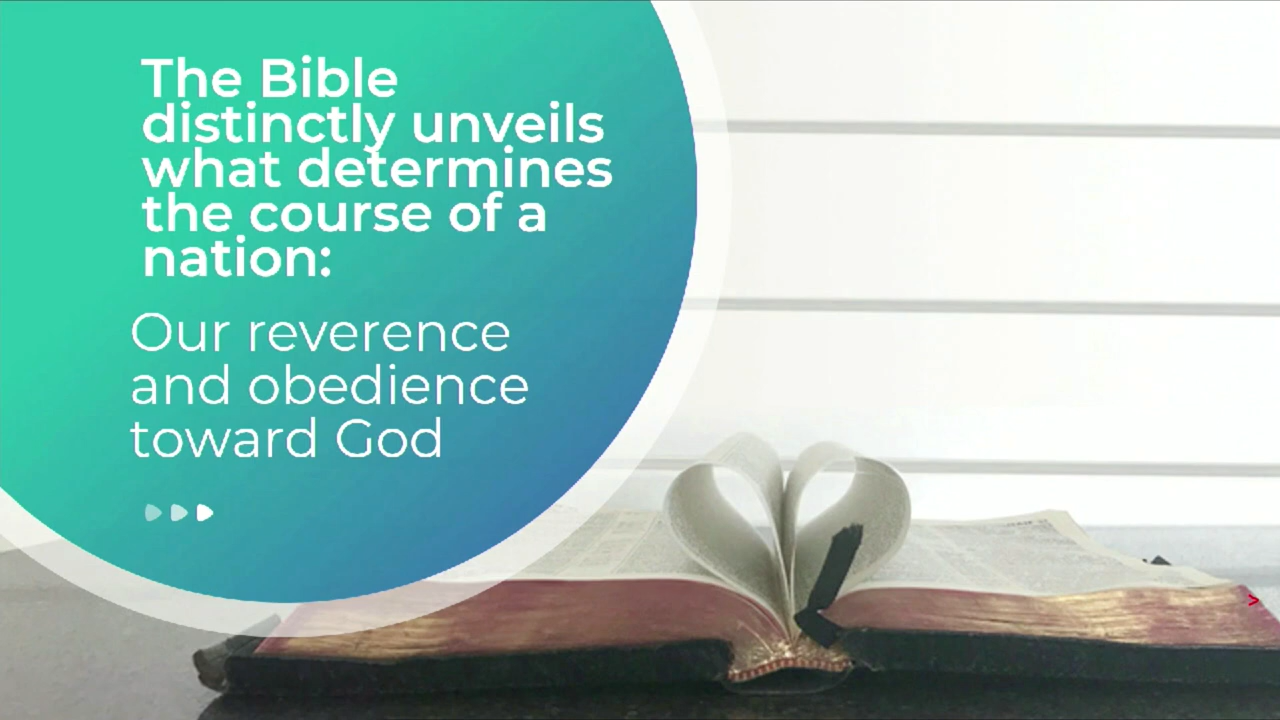 The Bible
distinctly unveils
what determines
the course of a
nation:
Our reverence
and obedience
toward God
>